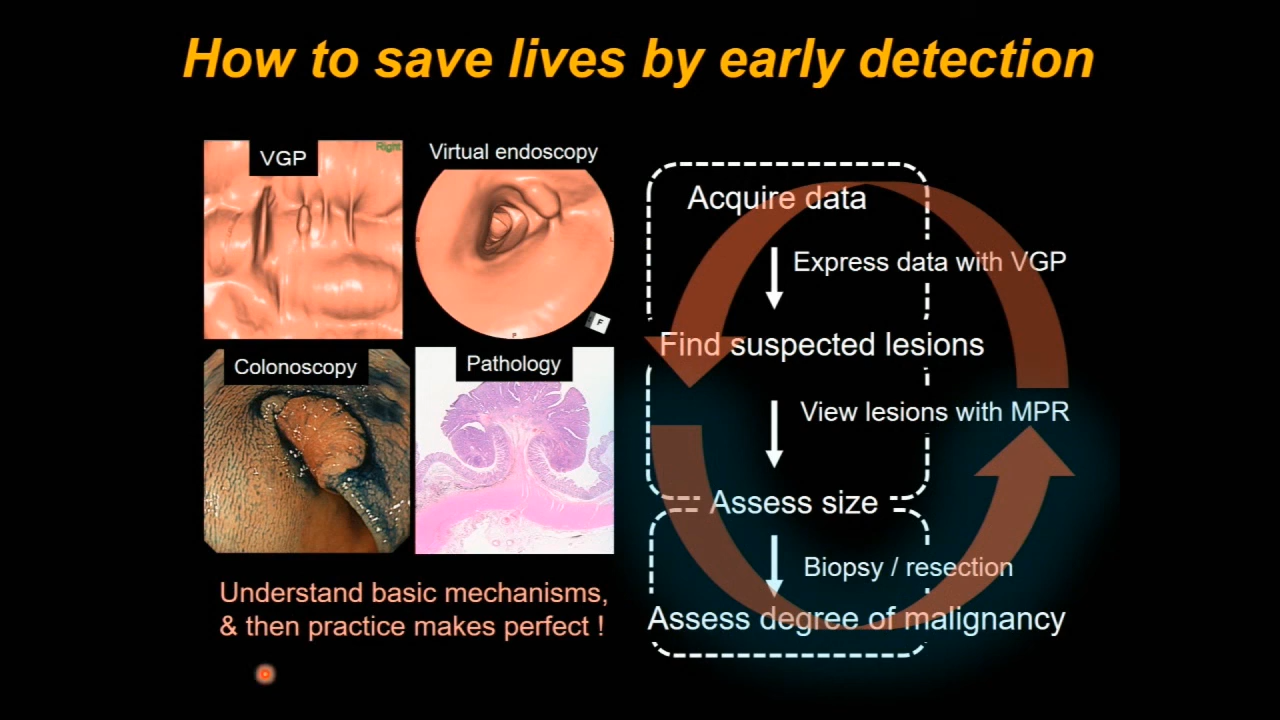 How to save lives by early detection
VGP
Right
Virtual endoscopy
F
P
Colonoscopy
Pathology
Understand basic mechanisms,
& then practice makes perfect !
Acquire data
Express data with VGP
Find suspected lesions
View lesions with MPR
Assess size
Biopsy / resection
Assess degree of malignancy